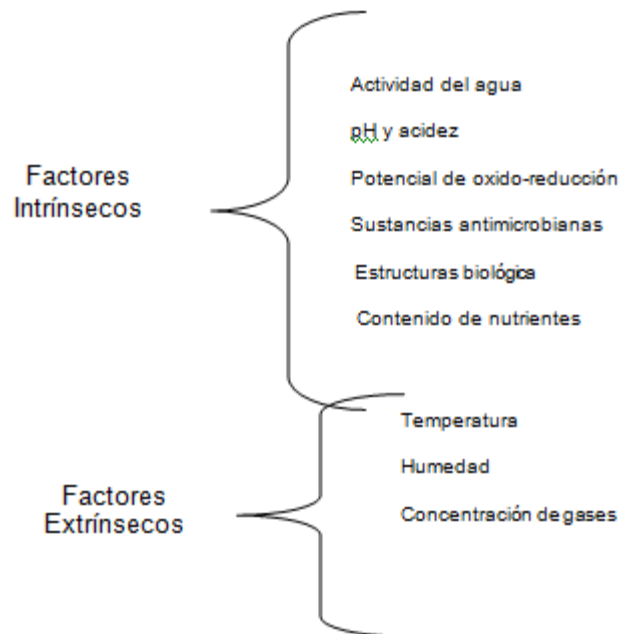 Factores
Intrínsecos
Actividad del agua
pH y acidez
Potencial de oxido-reducción
Sustancias antimicrobianas
Estructuras biológica
Contenido de nutrientes
Factores
Extrínsecos
Temperatura
Humedad
Concentración de gases